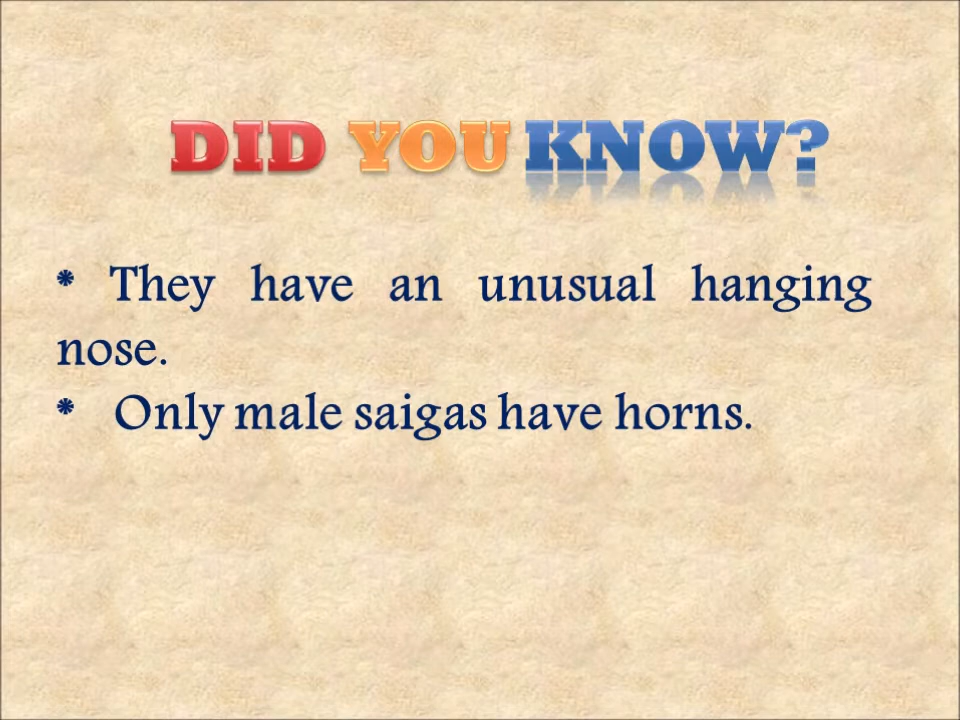 DID YOU KNOW?
* They have an unusual hanging
nose.
* Only male saigas have horns.